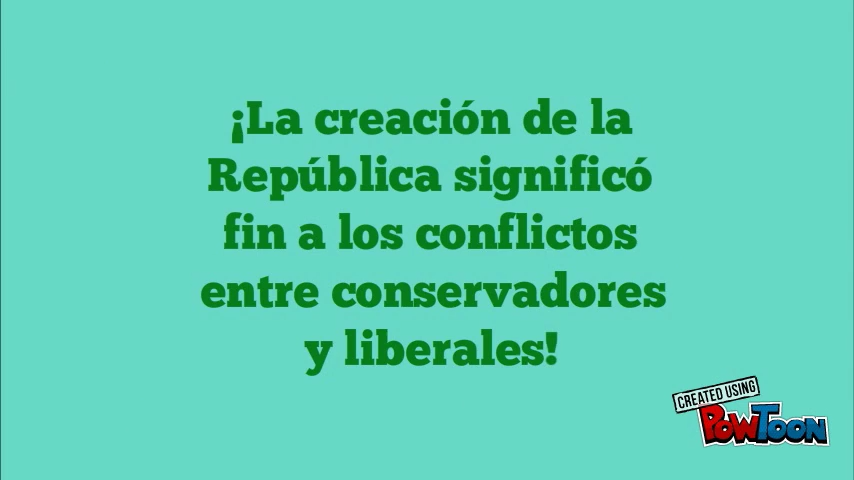 ¡La creación de la
República significó
fin a los conflictos
entre conservadores
y liberales!
CREATED USING
POWTOON